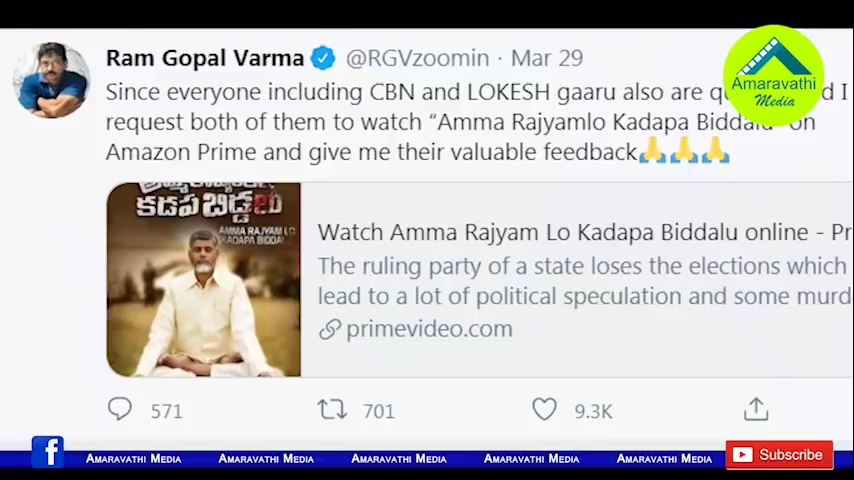 Ram Gopal Varma @RGVzoomin · Mar 29
Since everyone including CBN and LOKESH gaaru also are d I
request both of them to watch “Amma Rajyamlo Kadapa Biddalu” on
Amazon Prime and give me their valuable feedback🙏🙏🙏
Amaravathi
Media
కడప బిడ్డలు
AMMA RAJYAM LO
KADAPA BIDDAL
Watch Amma Rajyam Lo Kadapa Biddalu online - Pr
The ruling party of a state loses the elections which
lead to a lot of political speculation and some murd
primevideo.com
571 701 9.3K
f AMARAVATHI MEDIA AMARAVATHI MEDIA AMARAVATHI MEDIA AMARAVATHI MEDIA AMARAVATHI MEDIA Subscribe